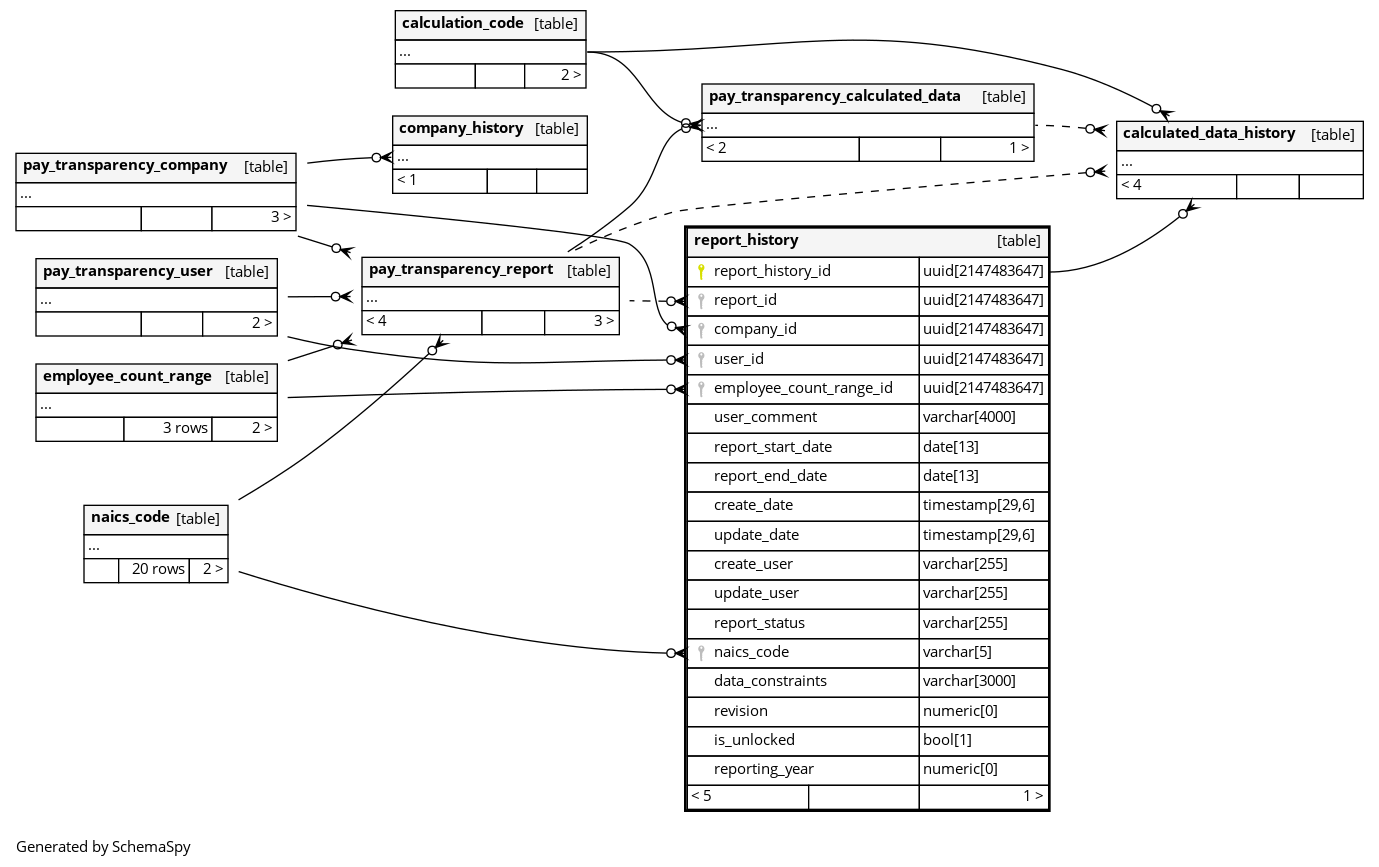 calculation_code [table]
...
2 >
company_history [table]
...
< 1
pay_transparency_company [table]
...
3 >
pay_transparency_user [table]
...
2 >
employee_count_range [table]
...
3 rows 2 >
naics_code [table]
...
20 rows 2 >
pay_transparency_report [table]
...
< 4 3 >
pay_transparency_calculated_data [table]
...
< 2 1 >
calculated_data_history [table]
...
< 4
report_history [table]
report_history_id uuid[2147483647]
report_id uuid[2147483647]
company_id uuid[2147483647]
user_id uuid[2147483647]
employee_count_range_id uuid[2147483647]
user_comment varchar[4000]
report_start_date date[13]
report_end_date date[13]
create_date timestamp[29,6]
update_date timestamp[29,6]
create_user varchar[255]
update_user varchar[255]
report_status varchar[255]
naics_code varchar[5]
data_constraints varchar[3000]
revision numeric[0]
is_unlocked bool[1]
reporting_year numeric[0]
< 5 1 >
Generated by SchemaSpy